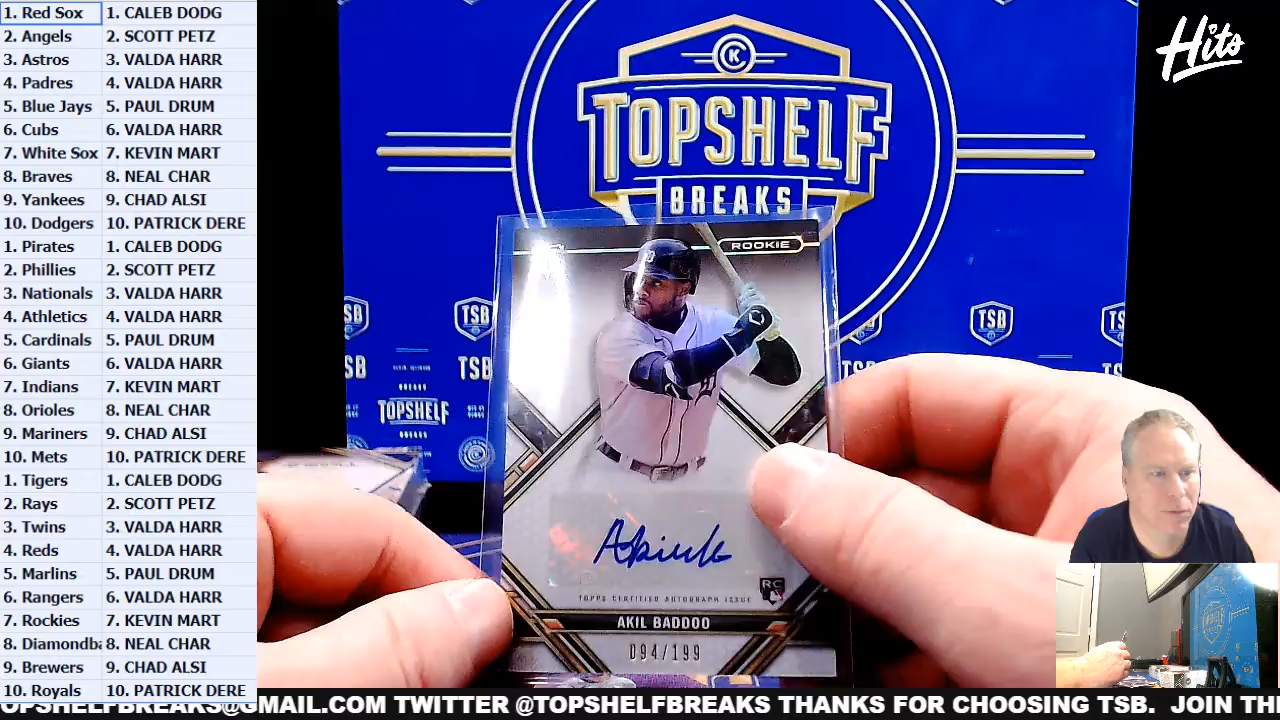 1. Red Sox 1. CALEB DODG
2. Angels 2. SCOTT PETZ
3. Astros 3. VALDA HARR
4. Padres 4. VALDA HARR
5. Blue Jays 5. PAUL DRUM
6. Cubs 6. VALDA HARR
7. White Sox 7. KEVIN MART
8. Braves 8. NEAL CHAR
9. Yankees 9. CHAD ALSI
10. Dodgers 10. PATRICK DERE
1. Pirates 1. CALEB DODG
2. Phillies 2. SCOTT PETZ
3. Nationals 3. VALDA HARR
4. Athletics 4. VALDA HARR
5. Cardinals 5. PAUL DRUM
6. Giants 6. VALDA HARR
7. Indians 7. KEVIN MART
8. Orioles 8. NEAL CHAR
9. Mariners 9. CHAD ALSI
10. Mets 10. PATRICK DERE
1. Tigers 1. CALEB DODG
2. Rays 2. SCOTT PETZ
3. Twins 3. VALDA HARR
4. Reds 4. VALDA HARR
5. Marlins 5. PAUL DRUM
6. Rangers 6. VALDA HARR
7. Rockies 7. KEVIN MART
8. Diamondba 8. NEAL CHAR
9. Brewers 9. CHAD ALSI
10. Royals 10. PATRICK DERE
Hits
K
TOPSHELF
BREAKS
ROOKIE
SB
TSB
TSB
TSB
TOPSHELF
BREAKS
RC
TOPPS CERTIFIED AUTOGRAPH ISSUE
AKIL BADDOO
094/199
OPSHELFBREAKS@GMAIL.COM TWITTER @TOPSHELFBREAKS THANKS FOR CHOOSING TSB. JOIN THI